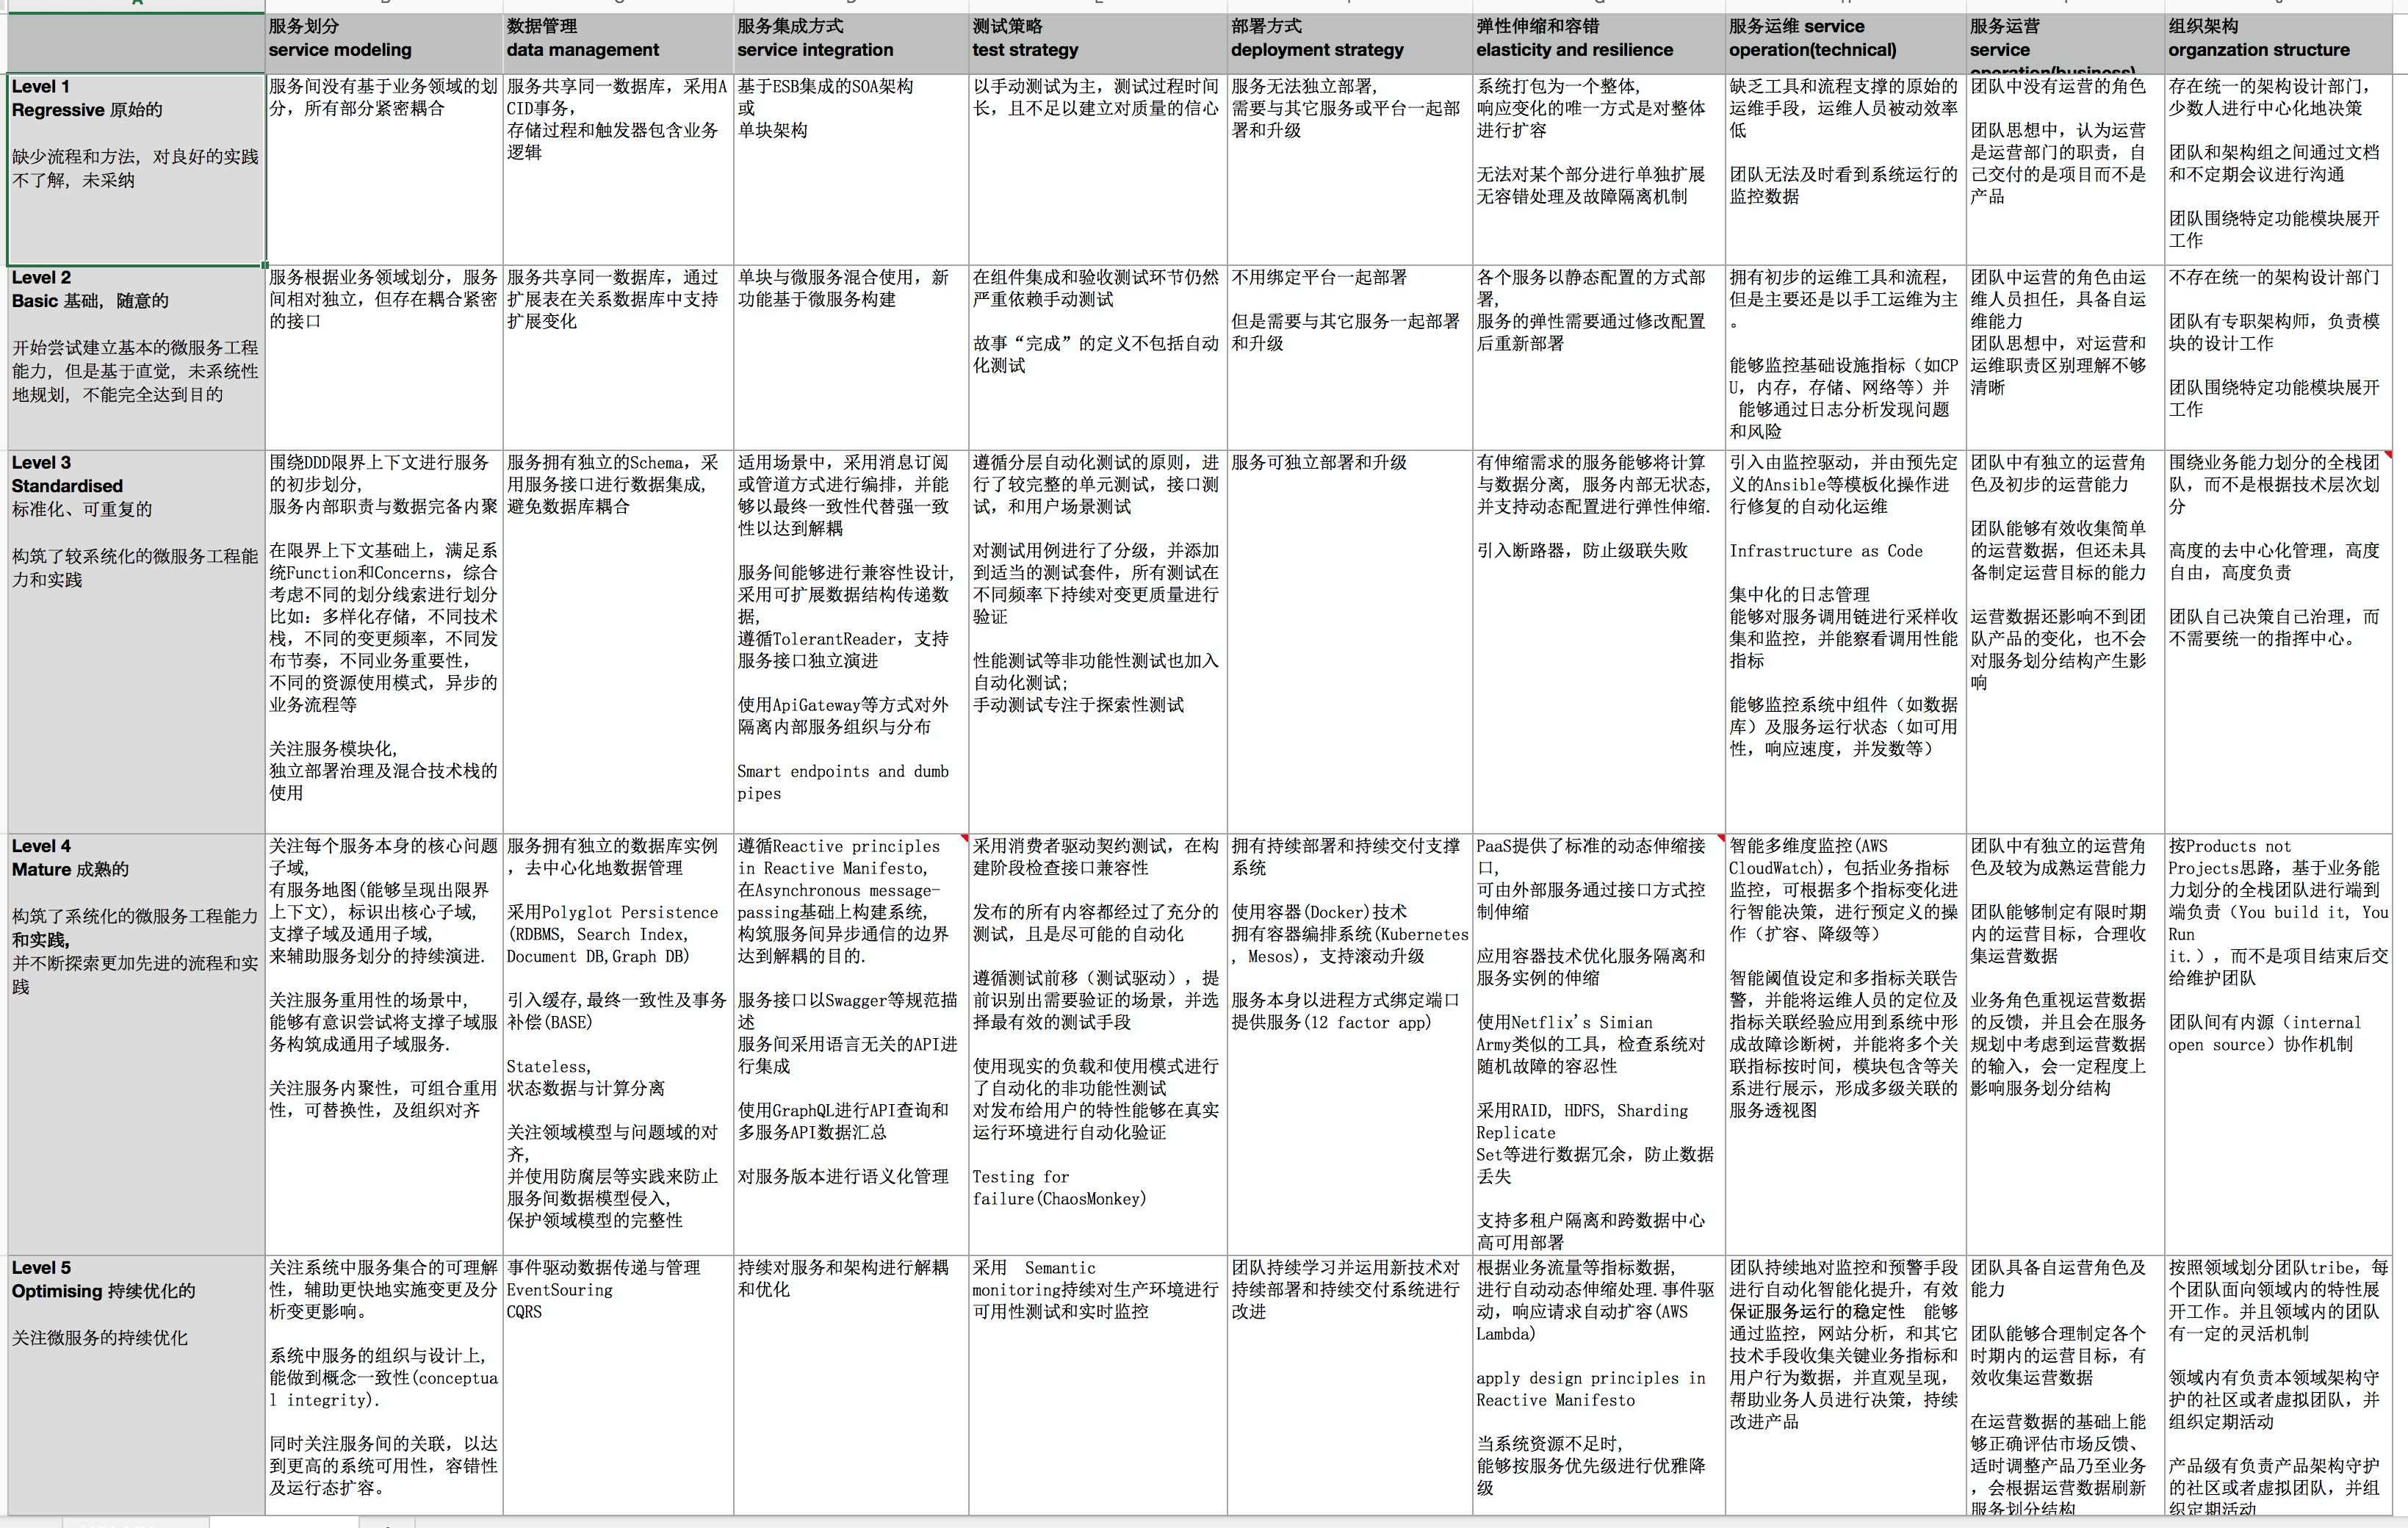 服务划分
service modeling
数据管理
data management
服务集成方式
service integration
测试策略
test strategy
部署方式
deployment strategy
弹性伸缩和容错
elasticity and resilience
服务运维 service
operation(technical)
服务运营
service
operation(business)
组织架构
organzation structure
Level 1
Regressive 原始的
缺少流程和方法，对良好的实践
不了解，未采纳
服务间没有基于业务领域的划
分，所有部分紧密耦合
服务共享同一数据库，采用A
CID事务，
存储过程和触发器包含业务
逻辑
基于ESB集成的SOA架构
或
单块架构
以手动测试为主，测试过程时间
长，且不足以建立对质量的信心
服务无法独立部署，
需要与其它服务或平台一起部
署和升级
系统打包为一个整体，
响应变化的唯一方式是对整体
进行扩容
无法对某个部分进行单独扩展
无容错处理及故障隔离机制
缺乏工具和流程支撑的原始的
运维手段，运维人员被动效率
低
团队无法及时看到系统运行的
监控数据
团队中没有运营的角色
团队思想中，认为运营
是运营部门的职责，自
己交付的是项目而不是
产品
存在统一的架构设计部门，
少数人进行中心化地决策
团队和架构组之间通过文档
和不定期会议进行沟通
团队围绕特定功能模块展开
工作
Level 2
Basic 基础，随意的
开始尝试建立基本的微服务工程
能力，但是基于直觉，未系统性
地规划，不能完全达到目的
服务根据业务领域划分，服务
间相对独立，但存在耦合紧密
的接口
服务共享同一数据库，通过
扩展表在关系数据库中支持
扩展变化
单块与微服务混合使用，新
功能基于微服务构建
在组件集成和验收测试环节仍然
严重依赖手动测试
故事“完成”的定义不包括自动
化测试
不用绑定平台一起部署
但是需要与其它服务一起部署
和升级
各个服务以静态配置的方式部
署，
服务的弹性需要通过修改配置
后重新部署
拥有初步的运维工具和流程，
但是主要还是以手工运维为主
。
能够监控基础设施指标（如CP
U，内存，存储、网络等）并
能够通过日志分析发现问题
和风险
团队中运营的角色由运
维人员担任，具备自运
维能力
团队思想中，对运营和
运维职责区别理解不够
清晰
不存在统一的架构设计部门
团队有专职架构师，负责模
块的设计工作
团队围绕特定功能模块展开
工作
Level 3
Standardised
标准化、可重复的
构筑了较系统化的微服务工程能
力和实践
围绕DDD限界上下文进行服务
的初步划分，
服务内部职责与数据完备内聚
在限界上下文基础上，满足系
统Function和Concerns，综合
考虑不同的划分线索进行划分
比如：多样化存储，不同技术
栈，不同的变更频率，不同发
布节奏，不同业务重要性，
不同的资源使用模式，异步的
业务流程等
关注服务模块化，
独立部署治理及混合技术栈的
使用
服务拥有独立的Schema，采
用服务接口进行数据集成，
避免数据库耦合
适用场景中，采用消息订阅
或管道方式进行编排，并能
够以最终一致性代替强一致
性以达到解耦
服务间能够进行兼容性设计，
采用可扩展数据结构传递数
据，
遵循TolerantReader，支持
服务接口独立演进
使用ApiGateway等方式对外
隔离内部服务组织与分布
Smart endpoints and dumb
pipes
遵循分层自动化测试的原则，进
行了较完整的单元测试，接口测
试，和用户场景测试
对测试用例进行了分级，并添加
到适当的测试套件，所有测试在
不同频率下持续对变更质量进行
验证
性能测试等非功能性测试也加入
自动化测试；
手动测试专注于探索性测试
服务可独立部署和升级
有伸缩需求的服务能够将计算
与数据分离，服务内部无状态，
并支持动态配置进行弹性伸缩.
引入断路器，防止级联失败
引入由监控驱动，并由预先定
义的Ansible等模板化操作进
行修复的自动化运维
Infrastructure as Code
集中化的日志管理
能够对服务调用链进行采样收
集和监控，并能察看调用性能
指标
能够监控系统中组件（如数据
库）及服务运行状态（如可用
性，响应速度，并发数等）
团队中有独立的运营角
色及初步的运营能力
团队能够有效收集简单
的运营数据，但还未具
备制定运营目标的能力
运营数据还影响不到团
队产品的变化，也不会
对服务划分结构产生影
响
围绕业务能力划分的全栈团
队，而不是根据技术层次划
分
高度的去中心化管理，高度
自由，高度负责
团队自己决策自己治理，而
不需要统一的指挥中心。
Level 4
Mature 成熟的
构筑了系统化的微服务工程能力
和实践，
并不断探索更加先进的流程和实
践
关注每个服务本身的核心问题
子域，
有服务地图(能够呈现出限界
上下文)，标识出核心子域，
支撑子域及通用子域，
来辅助服务划分的持续演进.
关注服务重用性的场景中，
能够有意识尝试将支撑子域服
务构筑成通用子域服务.
关注服务内聚性，可组合重用
性，可替换性，及组织对齐
服务拥有独立的数据库实例
，去中心化地数据管理
采用Polyglot Persistence
(RDBMS, Search Index,
Document DB,Graph DB)
引入缓存,最终一致性及事务
补偿(BASE)
Stateless,
状态数据与计算分离
关注领域模型与问题域的对
齐，
并使用防腐层等实践来防止
服务间数据模型侵入，
保护领域模型的完整性
遵循Reactive principles
in Reactive Manifesto，
在Asynchronous message-
passing基础上构建系统，
构筑服务间异步通信的边界
达到解耦的目的.
服务接口以Swagger等规范描
述
服务间采用语言无关的API进
行集成
使用GraphQL进行API查询和
多服务API数据汇总
对服务版本进行语义化管理
采用消费者驱动契约测试，在构
建阶段检查接口兼容性
发布的所有内容都经过了充分的
测试，且是尽可能的自动化
遵循测试前移（测试驱动），提
前识别出需要验证的场景，并选
择最有效的测试手段
使用现实的负载和使用模式进行
了自动化的非功能性测试
对发布给用户的特性能够在真实
运行环境进行自动化验证
Testing for
failure(ChaosMonkey)
拥有持续部署和持续交付支撑
系统
使用容器(Docker)技术
拥有容器编排系统(Kubernetes
, Mesos)，支持滚动升级
服务本身以进程方式绑定端口
提供服务(12 factor app)
PaaS提供了标准的动态伸缩接
口，
可由外部服务通过接口方式控
制伸缩
应用容器技术优化服务隔离和
服务实例的伸缩
使用Netflix's Simian
Army类似的工具，检查系统对
随机故障的容忍性
采用RAID, HDFS, Sharding
Replicate
Set等进行数据冗余，防止数据
丢失
支持多租户隔离和跨数据中心
高可用部署
智能多维度监控(AWS
CloudWatch)，包括业务指标
监控，可根据多个指标变化进
行智能决策，进行预定义的操
作（扩容、降级等）
智能阈值设定和多指标关联告
警，并能将运维人员的定位及
指标关联经验应用到系统中形
成故障诊断树，并能将多个关
联指标按时间，模块包含等关
系进行展示，形成多级关联的
服务透视图
团队中有独立的运营角
色及较为成熟运营能力
团队能够制定有限时期
内的运营目标，合理收
集运营数据
业务角色重视运营数据
的反馈，并且会在服务
规划中考虑到运营数据
的输入，会一定程度上
影响服务划分结构
按Products not
Projects思路，基于业务能
力划分的全栈团队进行端到
端负责（You build it, You
Run
it.），而不是项目结束后交
给维护团队
团队间有内源（internal
open source）协作机制
Level 5
Optimising 持续优化的
关注微服务的持续优化
关注系统中服务集合的可理解
性，辅助更快地实施变更及分
析变更影响。
系统中服务的组织与设计上，
能做到概念一致性(conceptua
l integrity).
同时关注服务间的关联，以达
到更高的系统可用性，容错性
及运行态扩容。
事件驱动数据传递与管理
EventSouring
CQRS
持续对服务和架构进行解耦
和优化
采用 Semantic
monitoring持续对生产环境进行
可用性测试和实时监控
团队持续学习并运用新技术对
持续部署和持续交付系统进行
改进
根据业务流量等指标数据，
进行自动动态伸缩处理.事件驱
动，响应请求自动扩容(AWS
Lambda)
apply design principles in
Reactive Manifesto
当系统资源不足时，
能够按服务优先级进行优雅降
级
团队持续地对监控和预警手段
进行自动化智能化提升，有效
保证服务运行的稳定性 能够
通过监控，网站分析，和其它
技术手段收集关键业务指标和
用户行为数据，并直观呈现，
帮助业务人员进行决策，持续
改进产品
团队具备自运营角色及
能力
团队能够合理制定各个
时期内的运营目标，有
效收集运营数据
在运营数据的基础上能
够正确评估市场反馈、
适时调整产品乃至业务
，会根据运营数据刷新
服务划分结构
按照领域划分团队tribe，每
个团队面向领域内的特性展
开工作。并且领域内的团队
有一定的灵活机制
领域内有负责本领域架构守
护的社区或者虚拟团队，并
组织定期活动
产品级有负责产品架构守护
的社区或者虚拟团队，并组
织定期活动